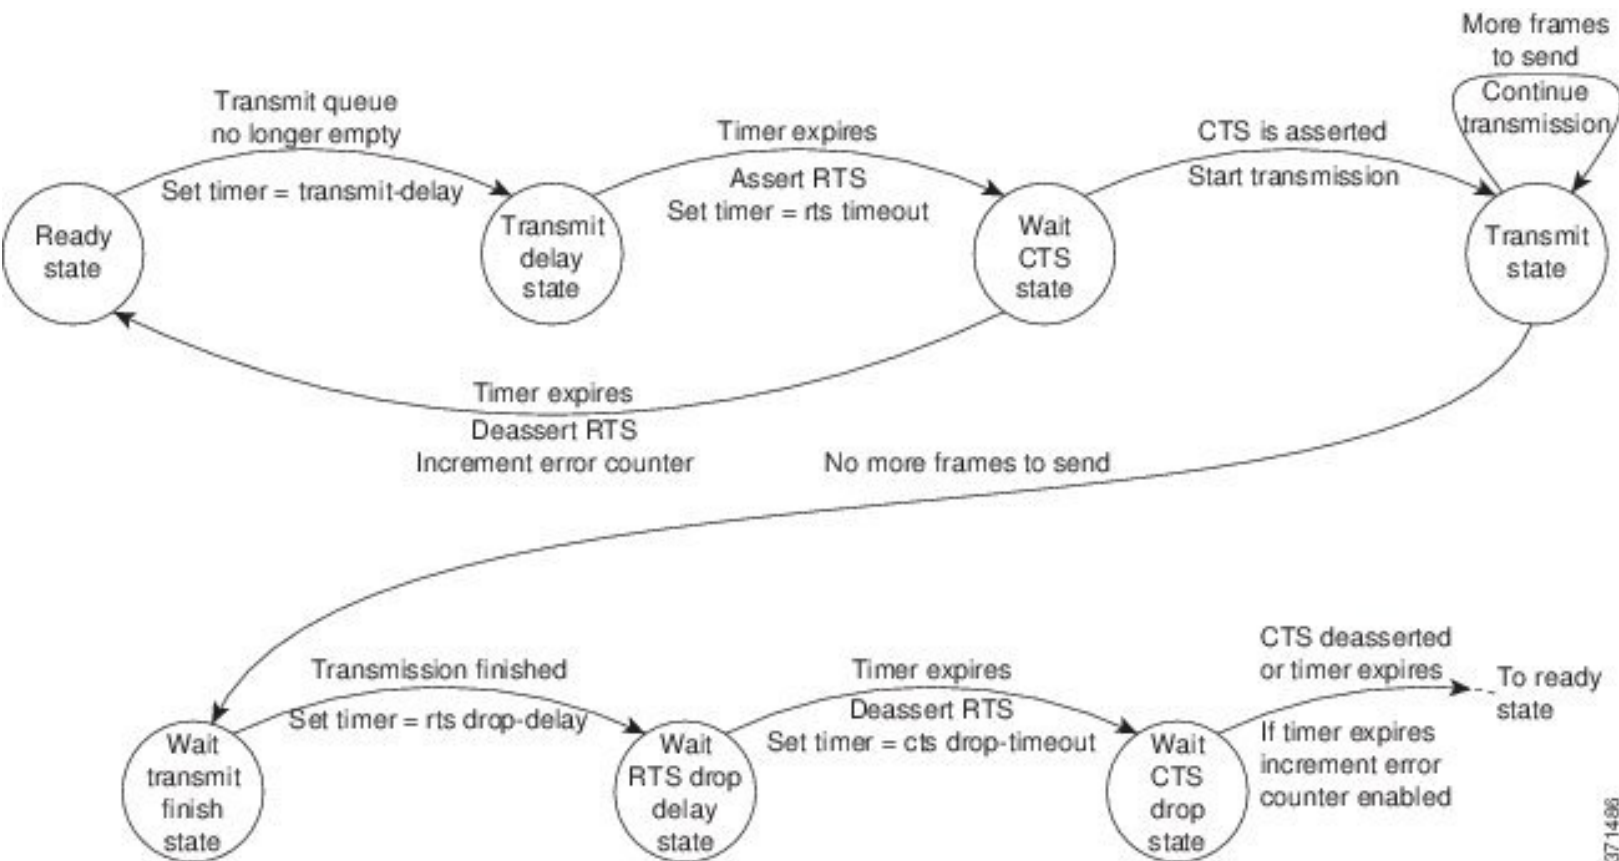 More frames
to send
Continue
transmission
Transmit queue
no longer empty
Set timer = transmit-delay
Timer expires
Assert RTS
Set timer = rts timeout
CTS is asserted
Start transmission
Ready
state
Transmit
delay
state
Wait
CTS
state
Transmit
state
Timer expires
Deassert RTS
Increment error counter
No more frames to send
Transmission finished
Set timer = rts drop-delay
Timer expires
Deassert RTS
Set timer = cts drop-timeout
CTS deasserted
or timer expires
To ready
state
If timer expires
increment error
counter enabled
Wait
transmit
finish
state
Wait
RTS drop
delay
state
Wait
CTS
drop
state
371486